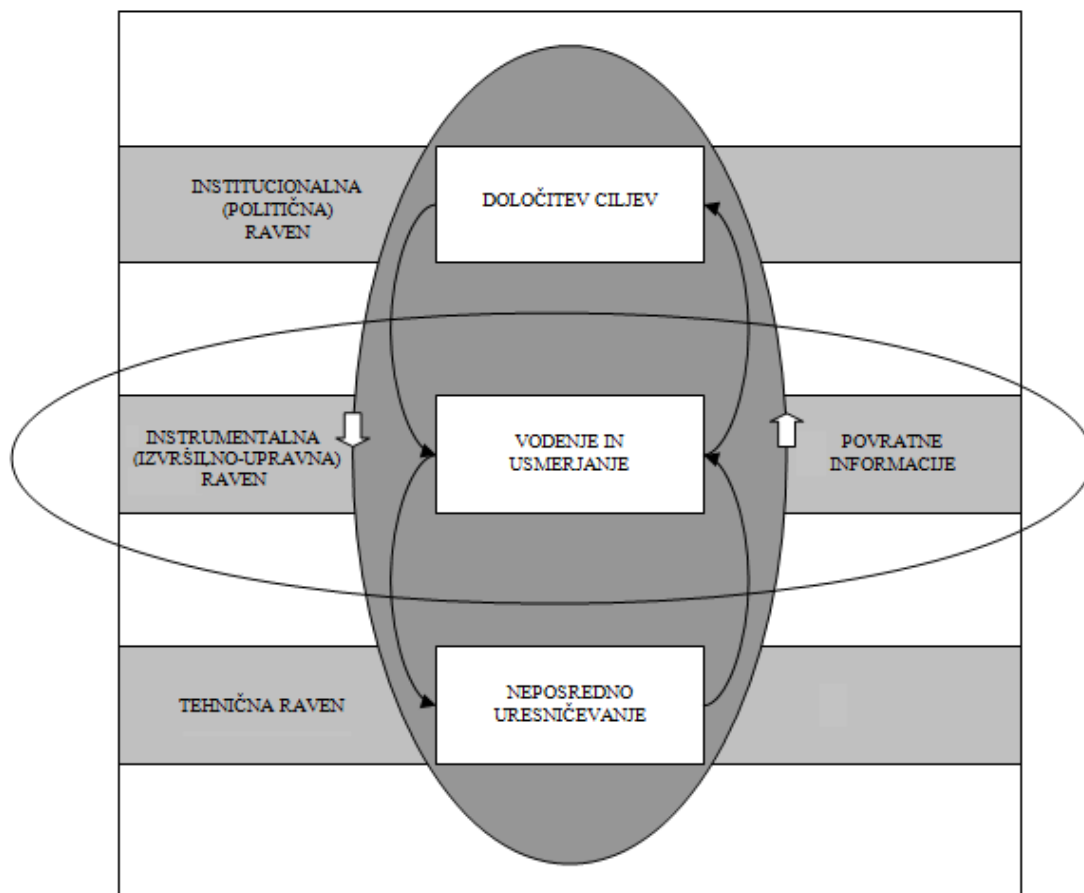 INSTITUCIONALNA
(POLITIČNA)
RAVEN
DOLOČITEV CILJEV
INSTRUMENTALNA
(IZVRŠILNO-UPRAVNA)
RAVEN
VODENJE IN
USMERJANJE
POVRATNE
INFORMACIJE
TEHNIČNA RAVEN
NEPOSREDNO
URESNIČEVANJE